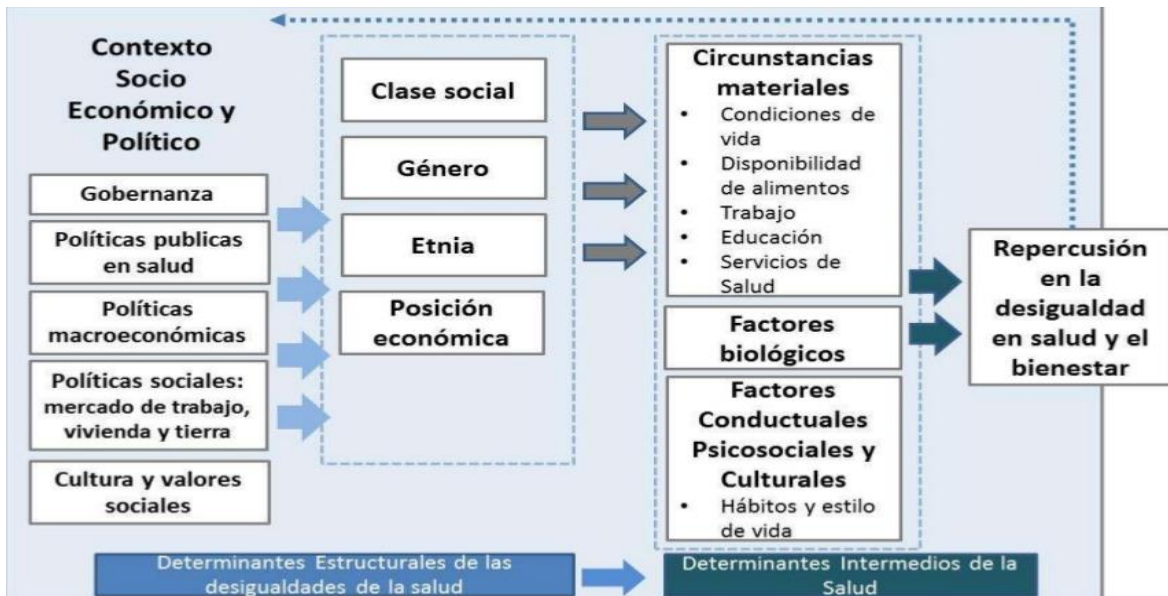 Contexto
Socio
Económico y
Político
Gobernanza
Políticas publicas
en salud
Políticas
macroeconómicas
Políticas sociales:
mercado de trabajo,
vivienda y tierra
Cultura y valores
sociales
Clase social
Género
Etnia
Posición
económica
Circunstancias
materiales
• Condiciones de
vida
• Disponibilidad
de alimentos
• Trabajo
• Educación
• Servicios de
Salud
Factores
biológicos
Factores
Conductuales
Psicosociales y
Culturales
• Hábitos y estilo
de vida
Repercusión
en la
desigualdad
en salud y el
bienestar
Determinantes Estructurales de las
desigualdades de la salud
Determinantes Intermedios de la
Salud